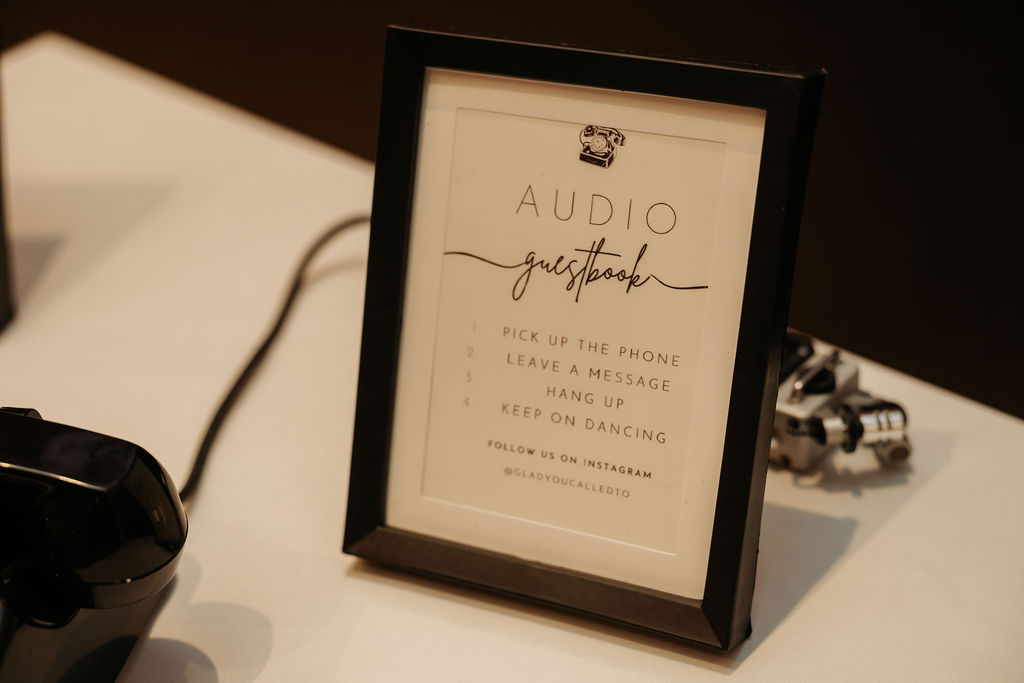 AUDIO
guestbook
1. PICK UP THE PHONE
2. LEAVE A MESSAGE
3. HANG UP
4. KEEP ON DANCING
FOLLOW US ON INSTAGRAM
@GLADYOUCALLEDTO